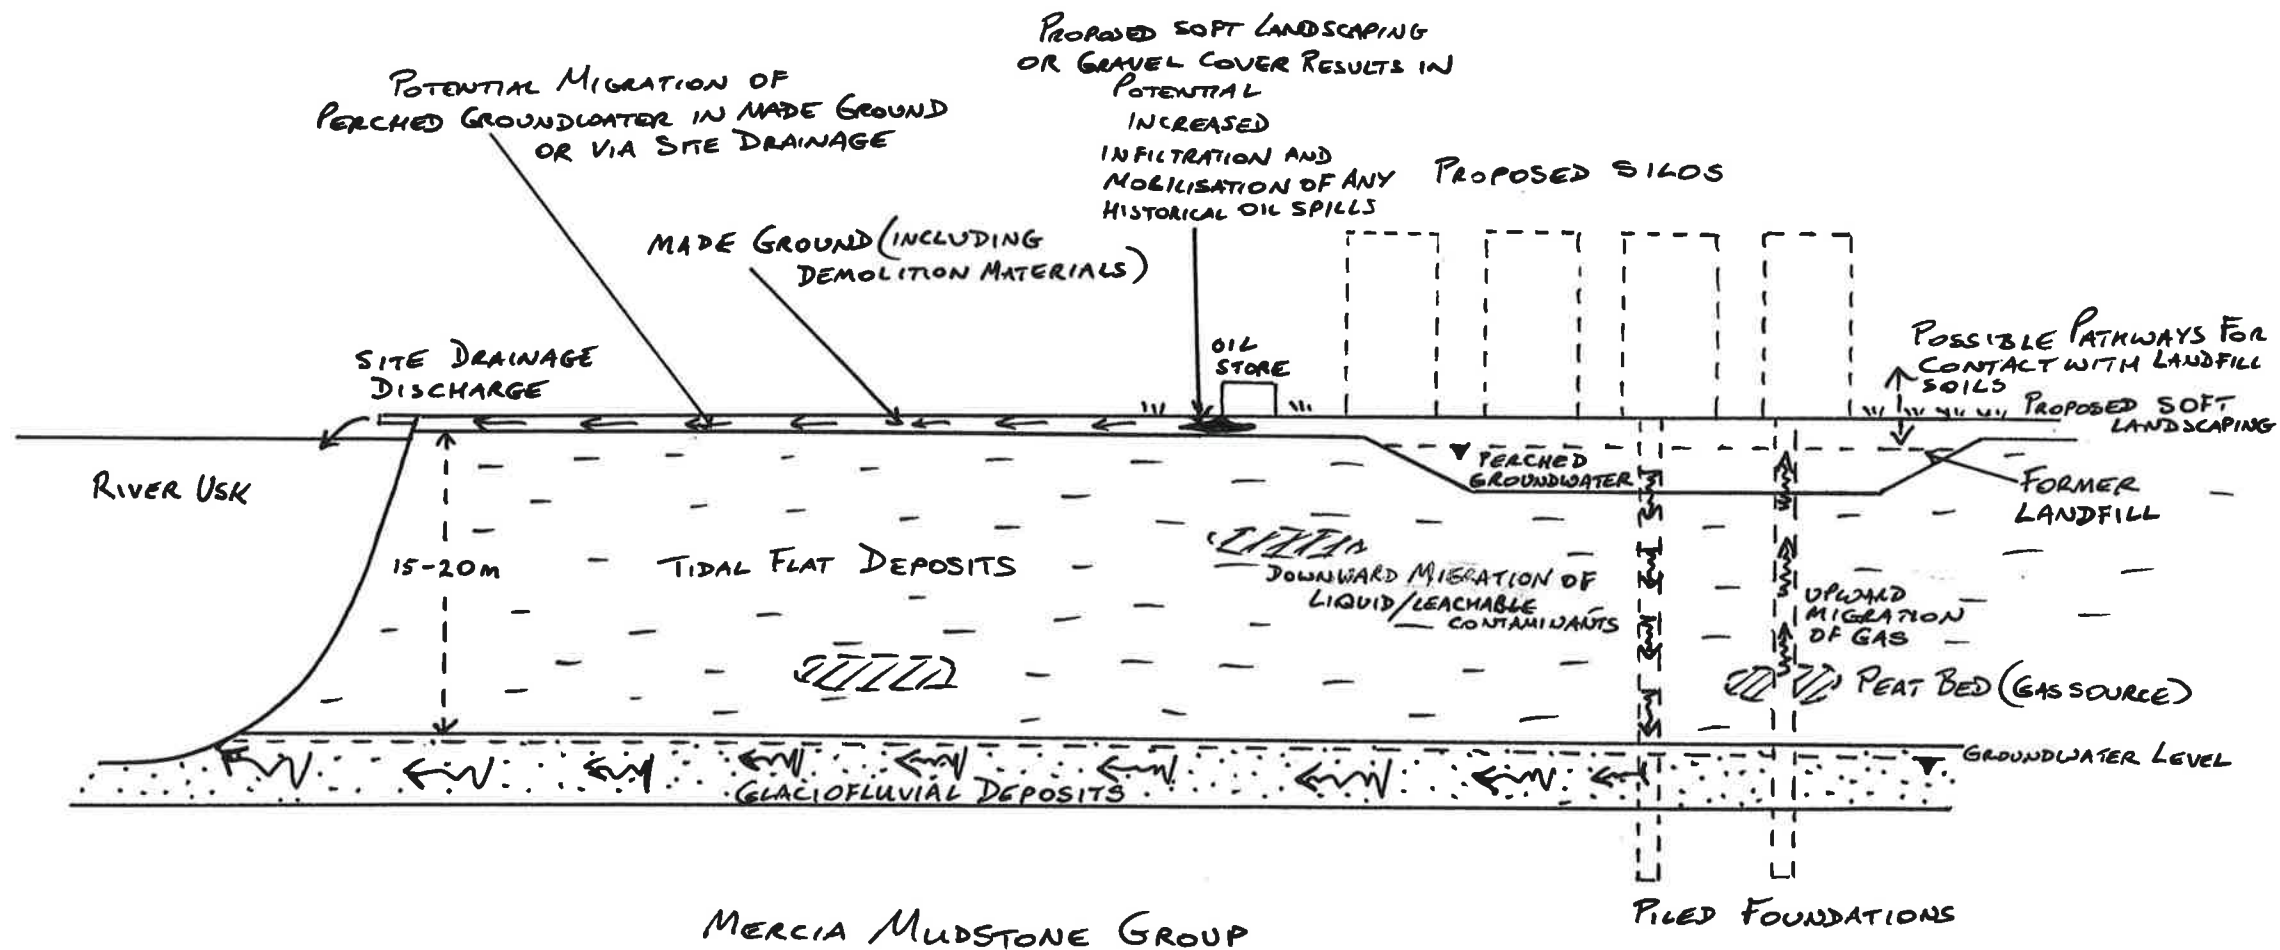 PROPOSED SOFT LANDSCAPING
OR GRAVEL COVER RESULTS IN
POTENTIAL
INCREASED
INFILTRATION AND
MOBILISATION OF ANY
HISTORICAL OIL SPILLS
POTENTIAL MIGRATION OF
PERCHED GROUNDWATER IN MADE GROUND
OR VIA SITE DRAINAGE
PROPOSED SILOS
MADE GROUND (INCLUDING
DEMOLITION MATERIALS)
SITE DRAINAGE
DISCHARGE
OIL
STORE
POSSIBLE PATHWAYS FOR
CONTACT WITH LANDFILL
SOILS
PROPOSED SOFT
LANDSCAPING
RIVER USK
PERCHED
GROUNDWATER
FORMER
LANDFILL
15-20m
TIDAL FLAT DEPOSITS
DOWNWARD MIGRATION OF
LIQUID/LEACHABLE
CONTAMINANTS
UPWARD
MIGRATION
OF GAS
PEAT BED (GAS SOURCE)
GROUNDWATER LEVEL
GLACIOFLUVIAL DEPOSITS
PILED FOUNDATIONS
MERCIA MUDSTONE GROUP